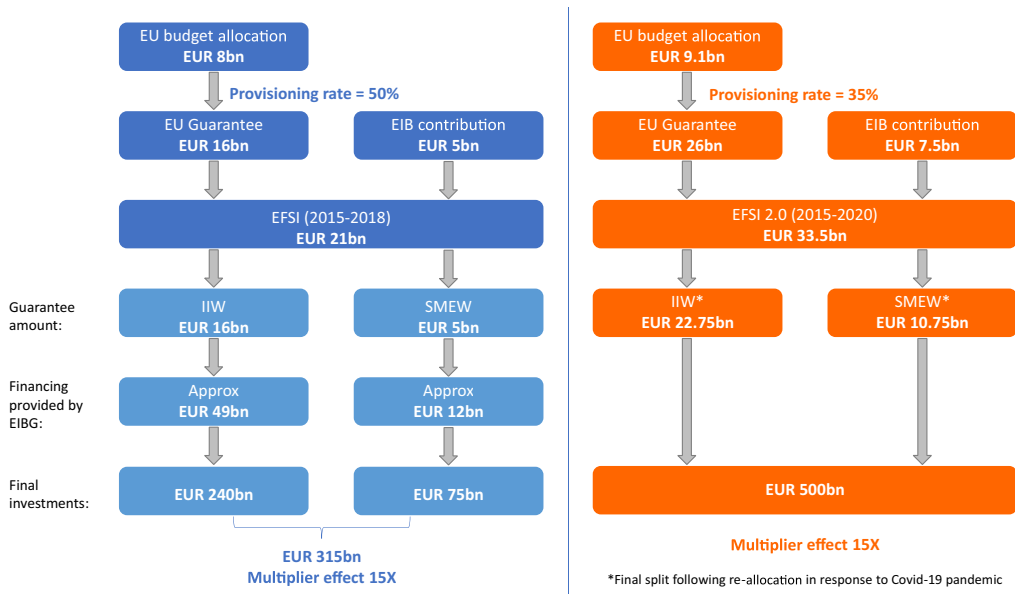 EU budget allocation
EUR 8bn
Provisioning rate = 50%
EU Guarantee
EUR 16bn
EIB contribution
EUR 5bn
EFSI (2015-2018)
EUR 21bn
Guarantee
amount:
IIW
EUR 16bn
SMEW
EUR 5bn
Financing
provided by
EIBG:
Approx
EUR 49bn
Approx
EUR 12bn
Final
investments:
EUR 240bn
EUR 75bn
EUR 315bn
Multiplier effect 15X
EU budget allocation
EUR 9.1bn
Provisioning rate = 35%
EU Guarantee
EUR 26bn
EIB contribution
EUR 7.5bn
EFSI 2.0 (2015-2020)
EUR 33.5bn
IIW*
EUR 22.75bn
SMEW*
EUR 10.75bn
EUR 500bn
Multiplier effect 15X
*Final split following re-allocation in response to Covid-19 pandemic